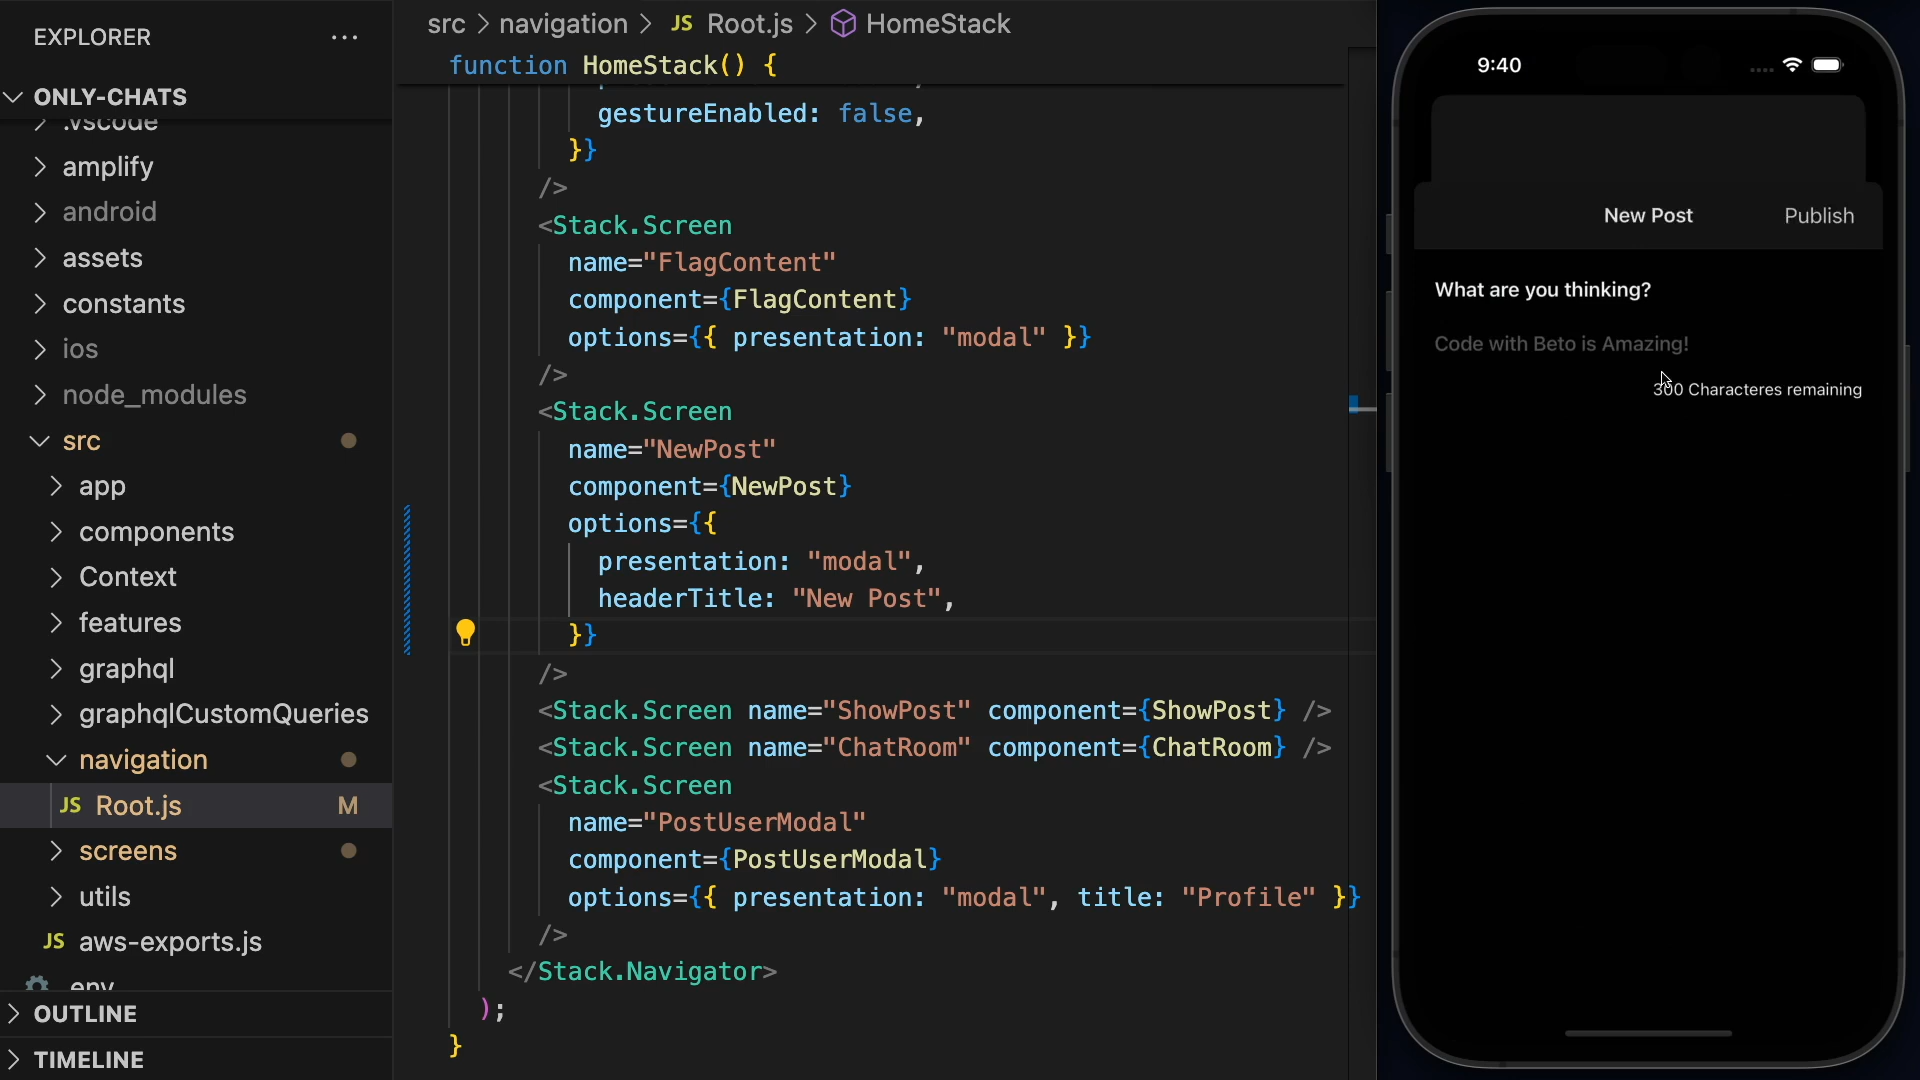 EXPLORER
ONLY-CHATS
.vscode
amplify
android
assets
constants
ios
node_modules
src
app
components
Context
features
graphql
graphqlCustomQueries
navigation
JS Root.js M
screens
utils
JS aws-exports.js
.env
OUTLINE
TIMELINE
src > navigation > JS Root.js > HomeStack
function HomeStack() {
gestureEnabled: false,
}}
/>
<Stack.Screen
name="FlagContent"
component={FlagContent}
options={{ presentation: "modal" }}
/>
<Stack.Screen
name="NewPost"
component={NewPost}
options={{
presentation: "modal",
headerTitle: "New Post",
}}
/>
<Stack.Screen name="ShowPost" component={ShowPost} />
<Stack.Screen name="ChatRoom" component={ChatRoom} />
<Stack.Screen
name="PostUserModal"
component={PostUserModal}
options={{ presentation: "modal", title: "Profile" }}
/>
</Stack.Navigator>
);
}
9:40
New Post Publish
What are you thinking?
Code with Beto is Amazing!
300 Characteres remaining